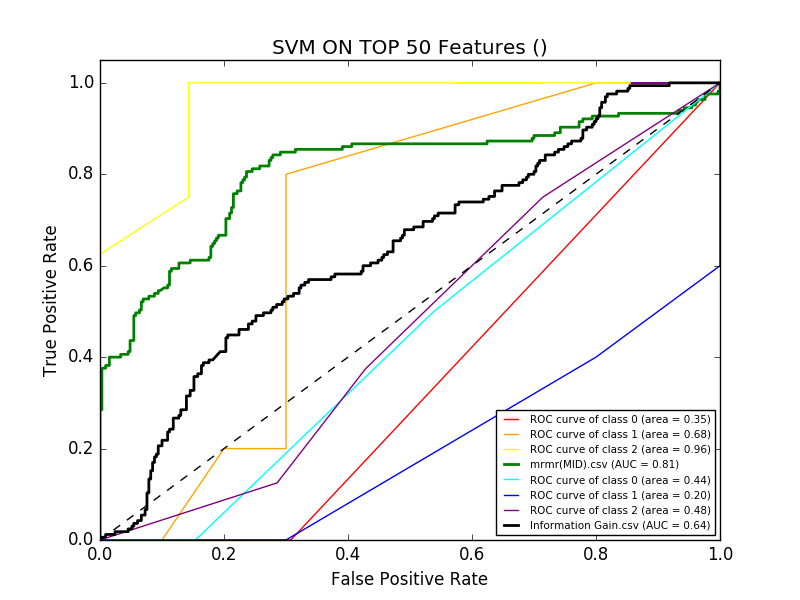 SVM ON TOP 50 Features ()
1.0
0.8
0.6
0.4
0.2
0.0
True Positive Rate
ROC curve of class 0 (area = 0.35)
ROC curve of class 1 (area = 0.68)
ROC curve of class 2 (area = 0.96)
mrmr(MID).csv (AUC = 0.81)
ROC curve of class 0 (area = 0.44)
ROC curve of class 1 (area = 0.20)
ROC curve of class 2 (area = 0.48)
Information Gain.csv (AUC = 0.64)
0.0 0.2 0.4 0.6 0.8 1.0
False Positive Rate